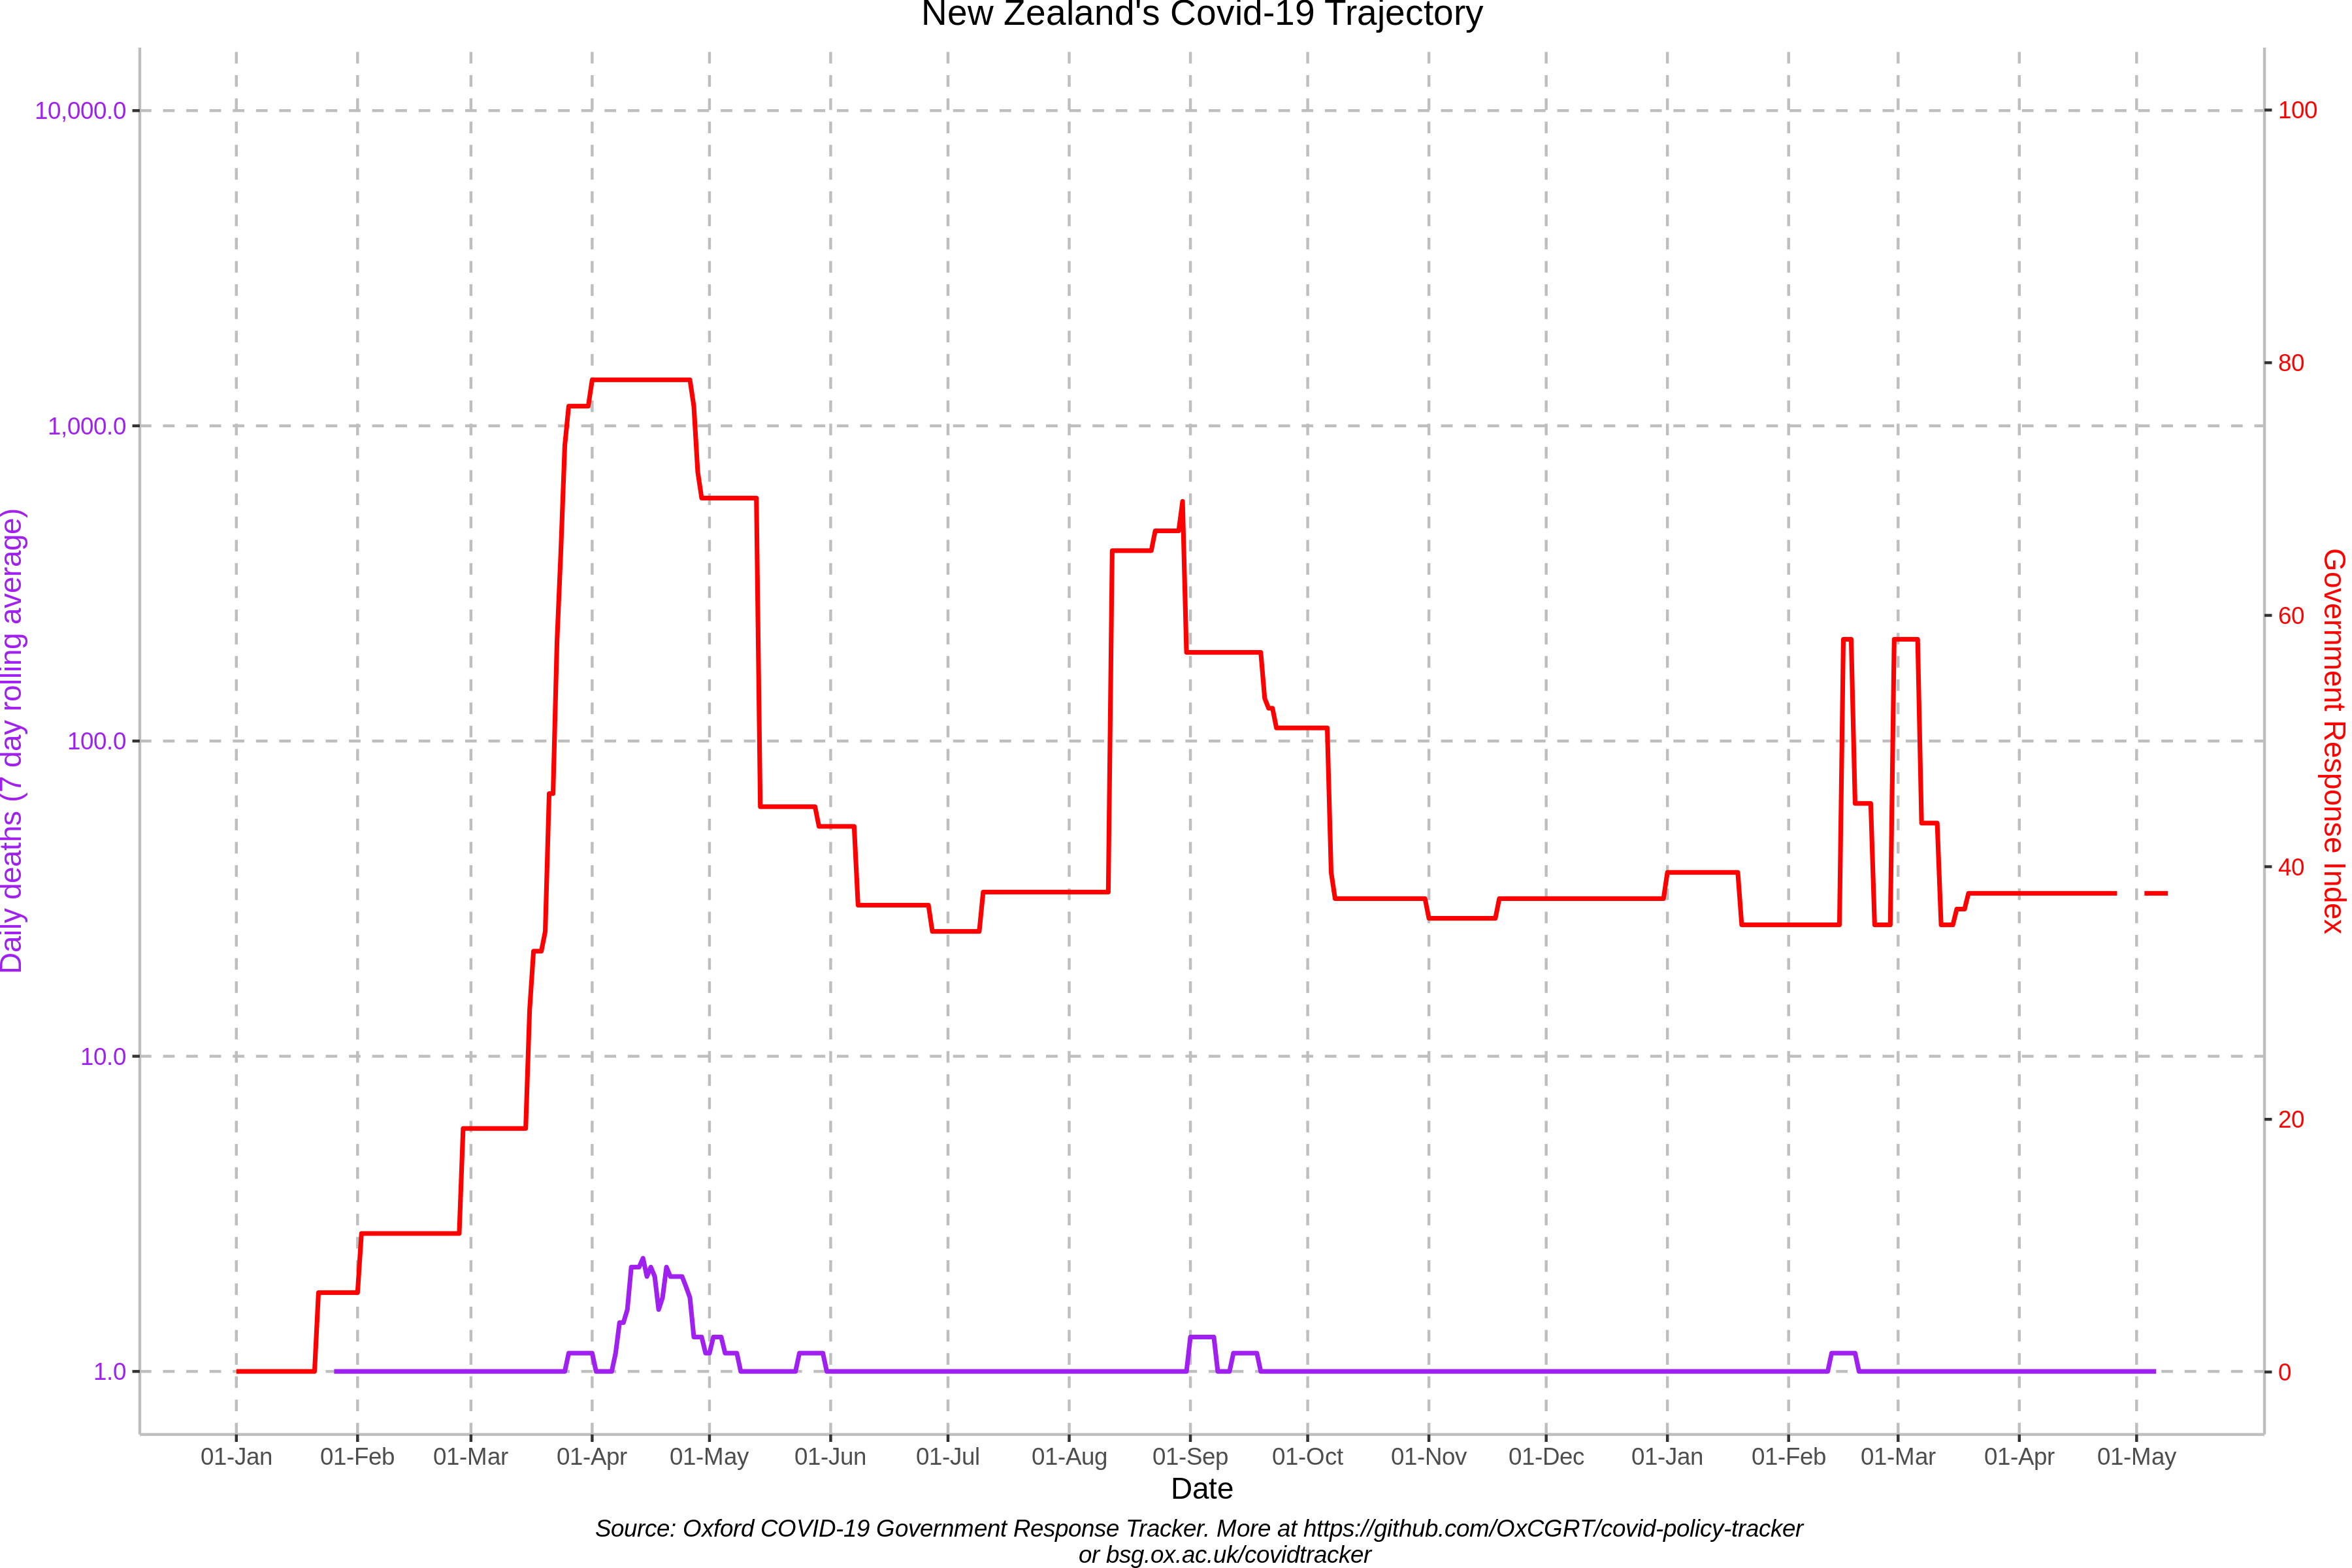 New Zealand's Covid-19 Trajectory
10,000.0
1,000.0
100.0
10.0
1.0
Daily deaths (7 day rolling average)
100
80
60
40
20
0
Government Response Index
01-Jan 01-Feb 01-Mar 01-Apr 01-May 01-Jun 01-Jul 01-Aug 01-Sep 01-Oct 01-Nov 01-Dec 01-Jan 01-Feb 01-Mar 01-Apr 01-May
Date
Source: Oxford COVID-19 Government Response Tracker. More at https://github.com/OxCGRT/covid-policy-tracker
or bsg.ox.ac.uk/covidtracker